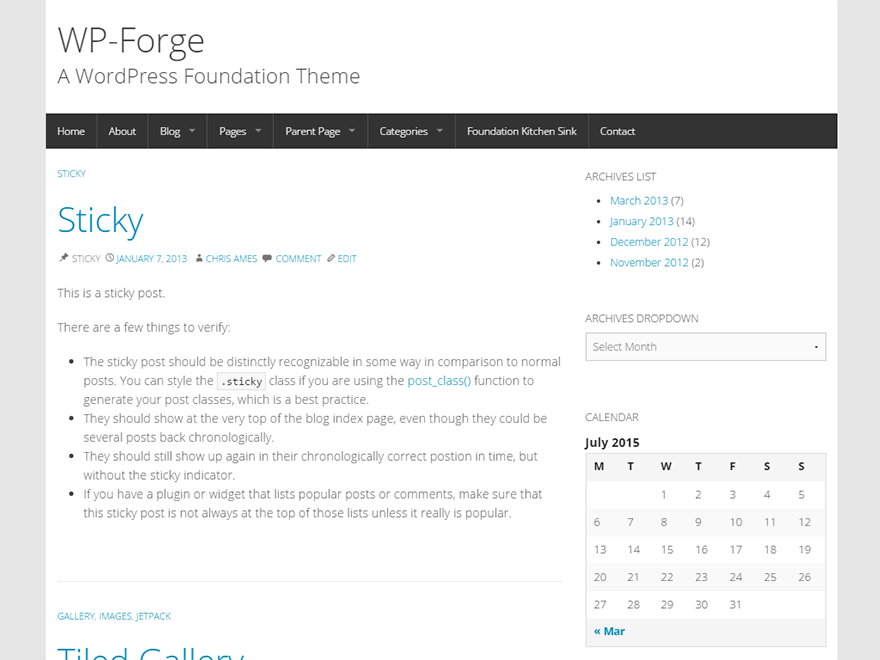 WP-Forge
A WordPress Foundation Theme
Home About Blog Pages Parent Page Categories Foundation Kitchen Sink Contact
STICKY
Sticky
STICKY JANUARY 7, 2013 CHRIS AMES COMMENT EDIT
This is a sticky post.
There are a few things to verify:
The sticky post should be distinctly recognizable in some way in comparison to normal
posts. You can style the .sticky class if you are using the post_class() function to
generate your post classes, which is a best practice.
They should show at the very top of the blog index page, even though they could be
several posts back chronologically.
They should still show up again in their chronologically correct postion in time, but
without the sticky indicator.
If you have a plugin or widget that lists popular posts or comments, make sure that
this sticky post is not always at the top of those lists unless it really is popular.
GALLERY, IMAGES, JETPACK
Tiled Gallery
ARCHIVES LIST
March 2013 (7)
January 2013 (14)
December 2012 (12)
November 2012 (2)
ARCHIVES DROPDOWN
Select Month
CALENDAR
July 2015
M T W T F S S
1 2 3 4 5
6 7 8 9 10 11 12
13 14 15 16 17 18 19
20 21 22 23 24 25 26
27 28 29 30 31
« Mar